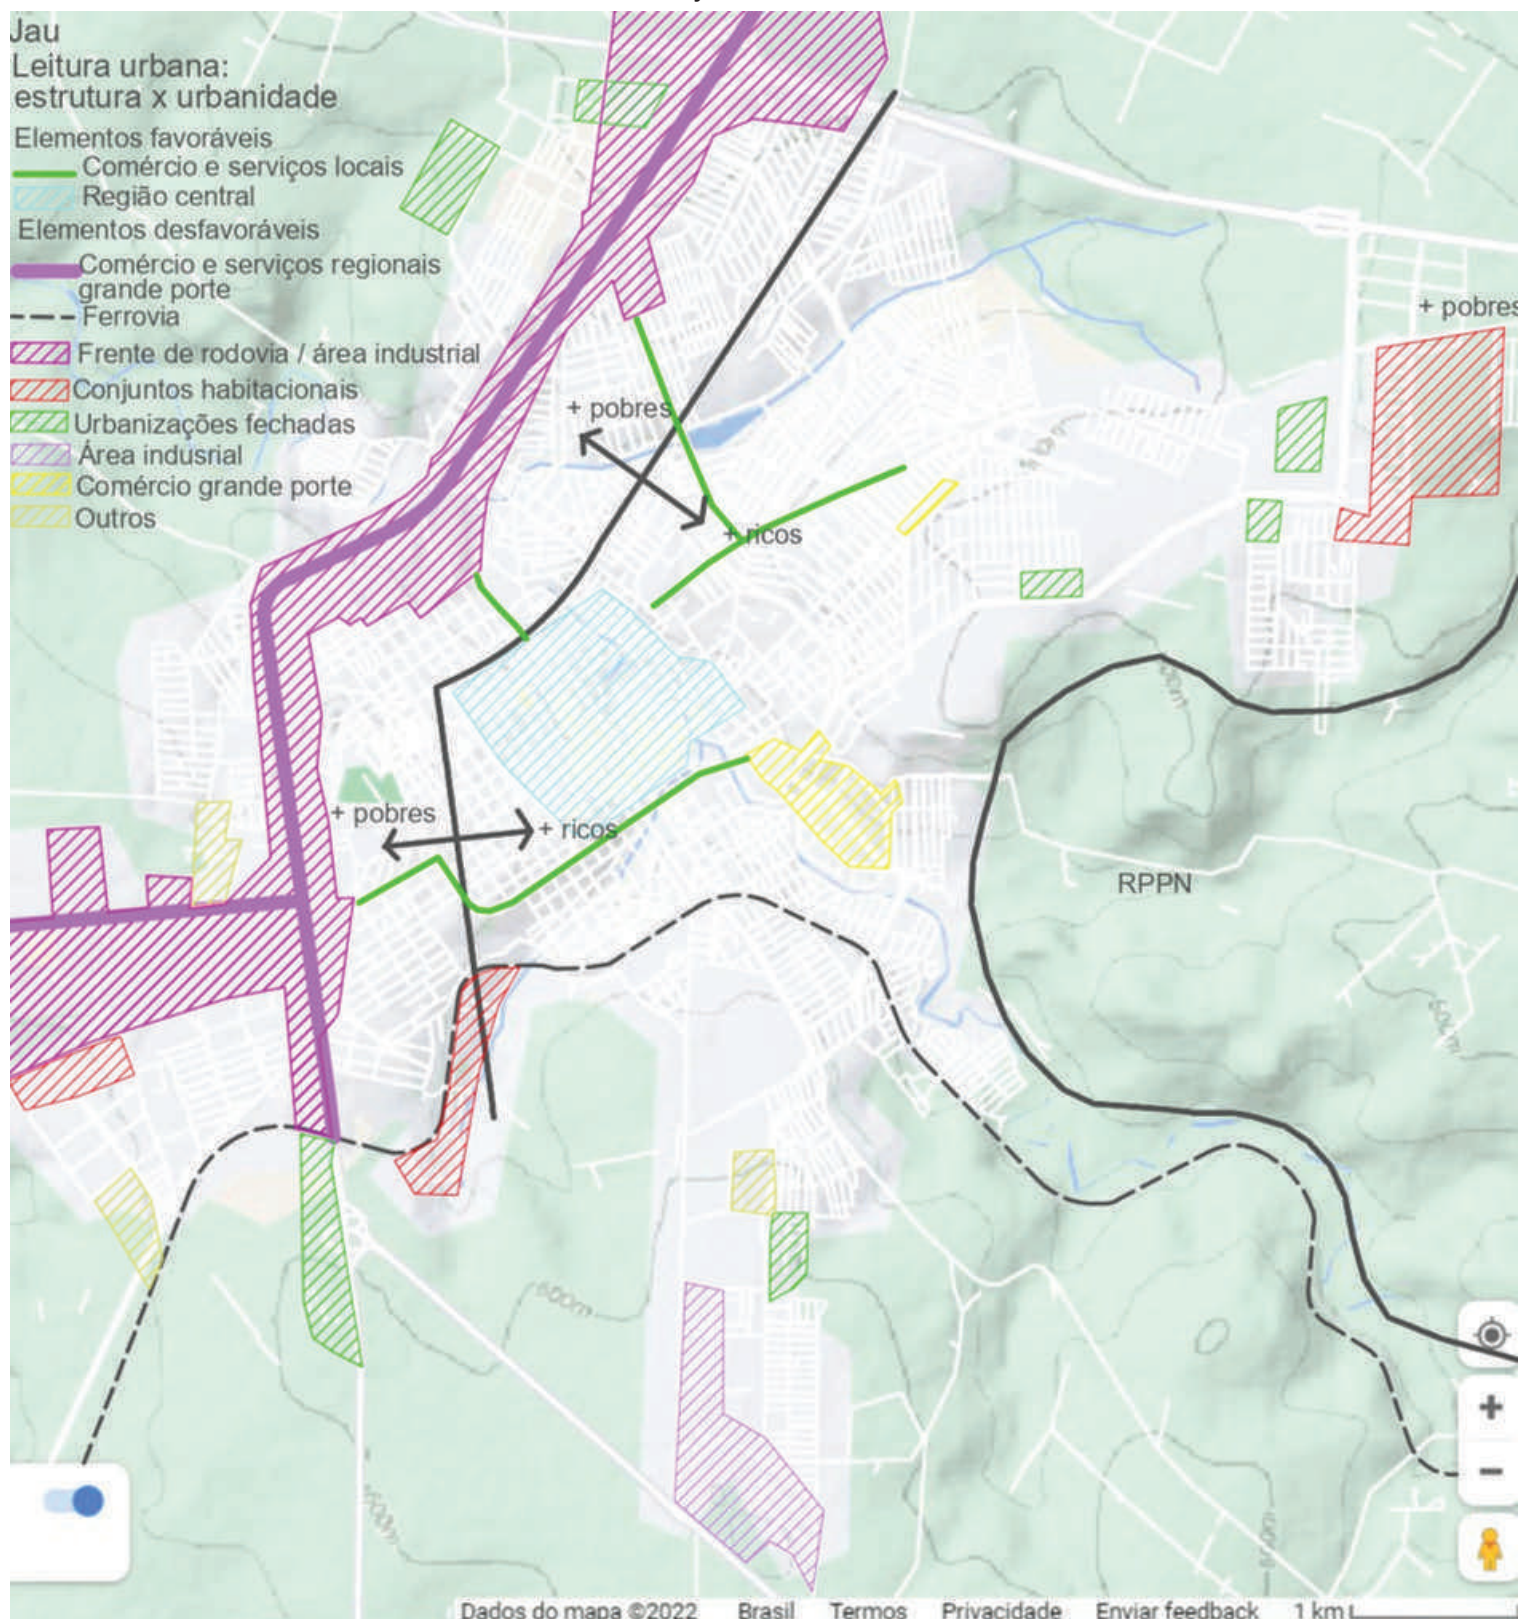 Jau
Leitura urbana:
estrutura x urbanidade
Elementos favoráveis
Comércio e serviços locais
Região central
Elementos desfavoráveis
Comércio e serviços regionais
grande porte
Ferrovia
Frente de rodovia / área industrial
Conjuntos habitacionais
Urbanizações fechadas
Área indusrial
Comércio grande porte
Outros
+ pobres
+ pobres
+ ricos
+ pobres
+ ricos
RPPN
600m
500m
600m
Dados do mapa ©2022 Brasil Termos Privacidade Enviar feedback 1 km